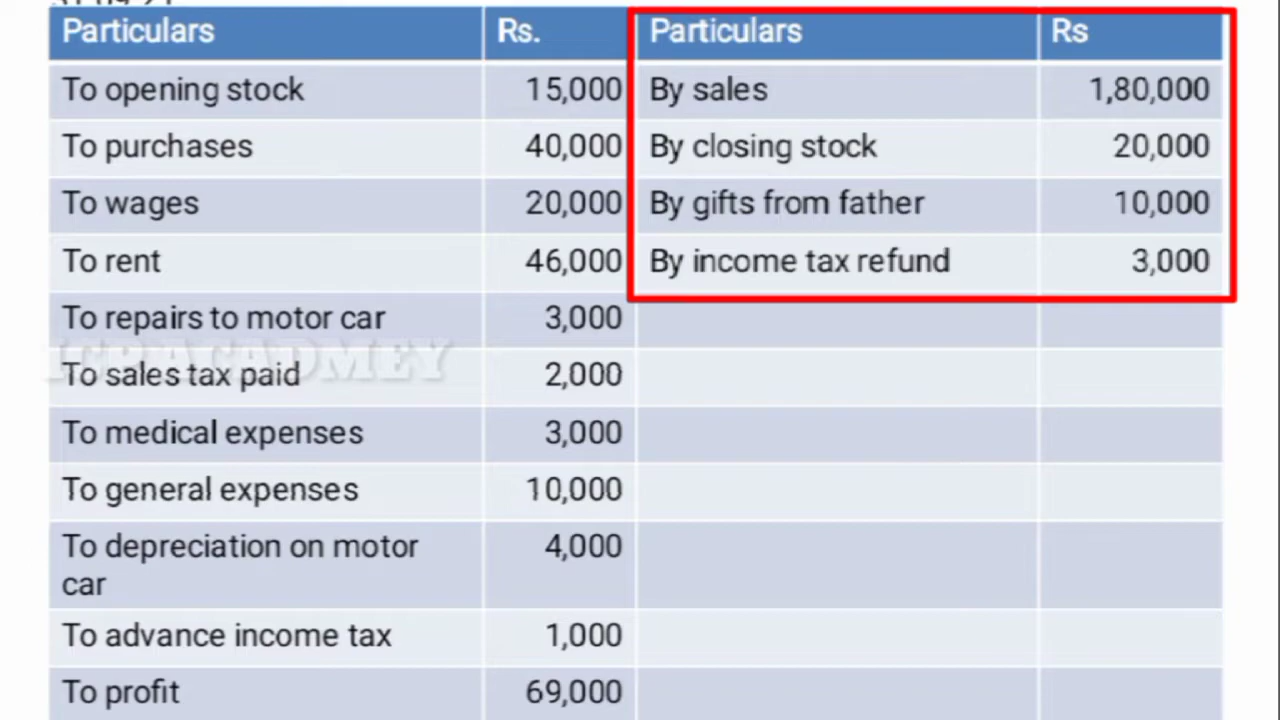 Particulars Rs. Particulars Rs
To opening stock 15,000 By sales 1,80,000
To purchases 40,000 By closing stock 20,000
To wages 20,000 By gifts from father 10,000
To rent 46,000 By income tax refund 3,000
To repairs to motor car 3,000
ICPACADMEY
To sales tax paid 2,000
To medical expenses 3,000
To general expenses 10,000
To depreciation on motor 4,000
car
To advance income tax 1,000
To profit 69,000